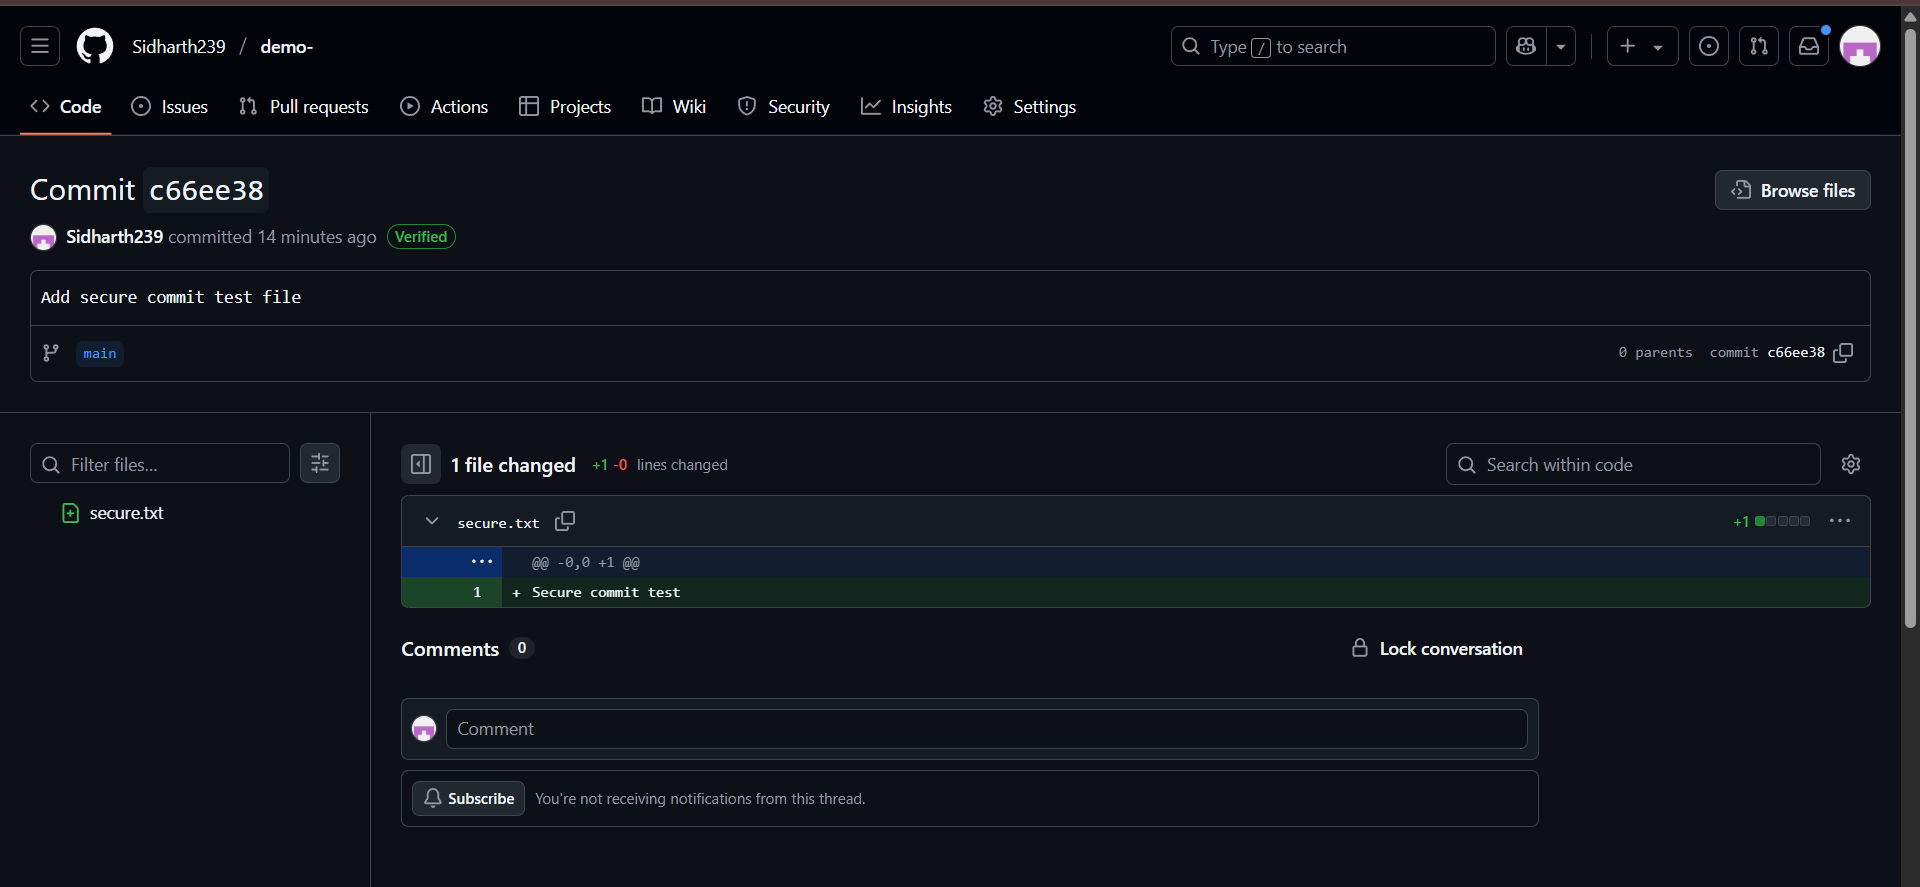 Sidharth239 / demo-
Type / to search
Code Issues Pull requests Actions Projects Wiki Security Insights Settings
Commit c66ee38
Browse files
Sidharth239 committed 14 minutes ago Verified
Add secure commit test file
main
0 parents commit c66ee38
Filter files...
secure.txt
1 file changed +1 -0 lines changed
Search within code
secure.txt
+1
@@ -0,0 +1 @@
1 + Secure commit test
Comments 0
Lock conversation
Comment
Subscribe You're not receiving notifications from this thread.